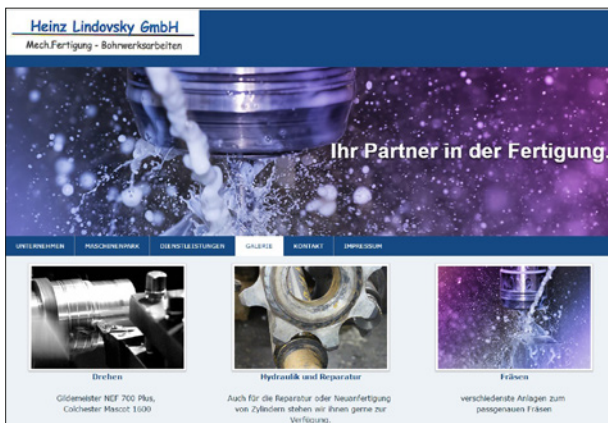 Heinz Lindovsky GmbH
Mech.Fertigung - Bohrwerksarbeiten
Ihr Partner in der Fertigung.
UNTERNEHMEN MASCHINENPARK DIENSTLEISTUNGEN GALERIE KONTAKT IMPRESSUM
Drehen
Gildemeister NEF 700 Plus,
Colchester Mascot 1600
Hydraulik und Reparatur
Auch für die Reparatur oder Neuanfertigung
von Zylindern stehen wir ihnen gerne zur
Verfügung.
Fräsen
verschiedenste Anlagen zum
passgenauen Fräsen